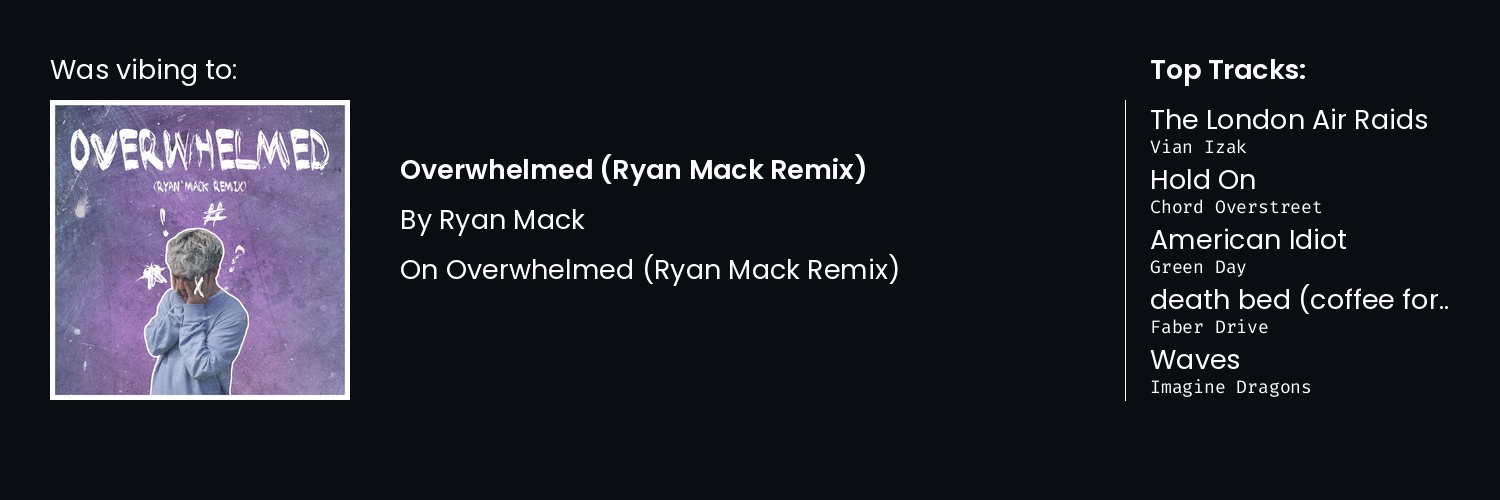 Was vibing to:
OVERWHELMED
(RYAN MACK REMIX)
Overwhelmed (Ryan Mack Remix)
By Ryan Mack
On Overwhelmed (Ryan Mack Remix)
Top Tracks:
The London Air Raids
Vian Izak
Hold On
Chord Overstreet
American Idiot
Green Day
death bed (coffee for..
Faber Drive
Waves
Imagine Dragons